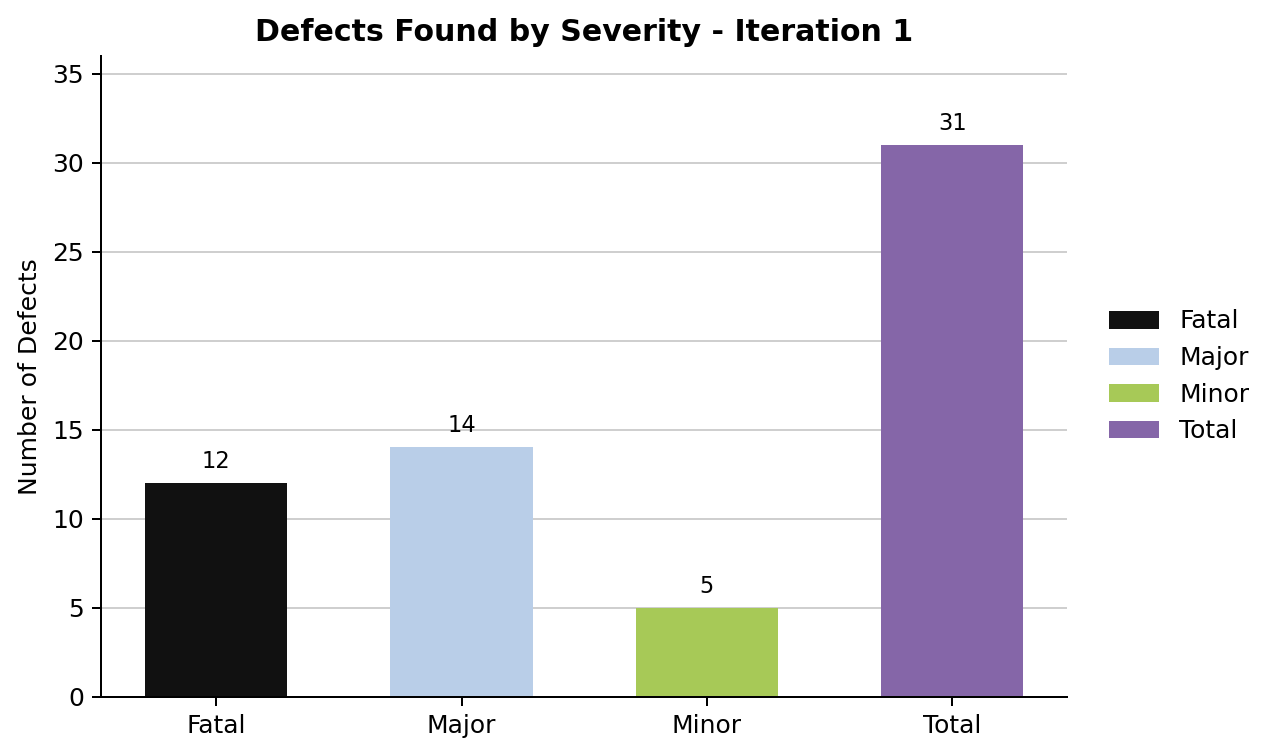 Defects Found by Severity - Iteration 1
Number of Defects
35
30
25
20
15
10
5
0
12
14
5
31
Fatal
Major
Minor
Total
Fatal
Major
Minor
Total